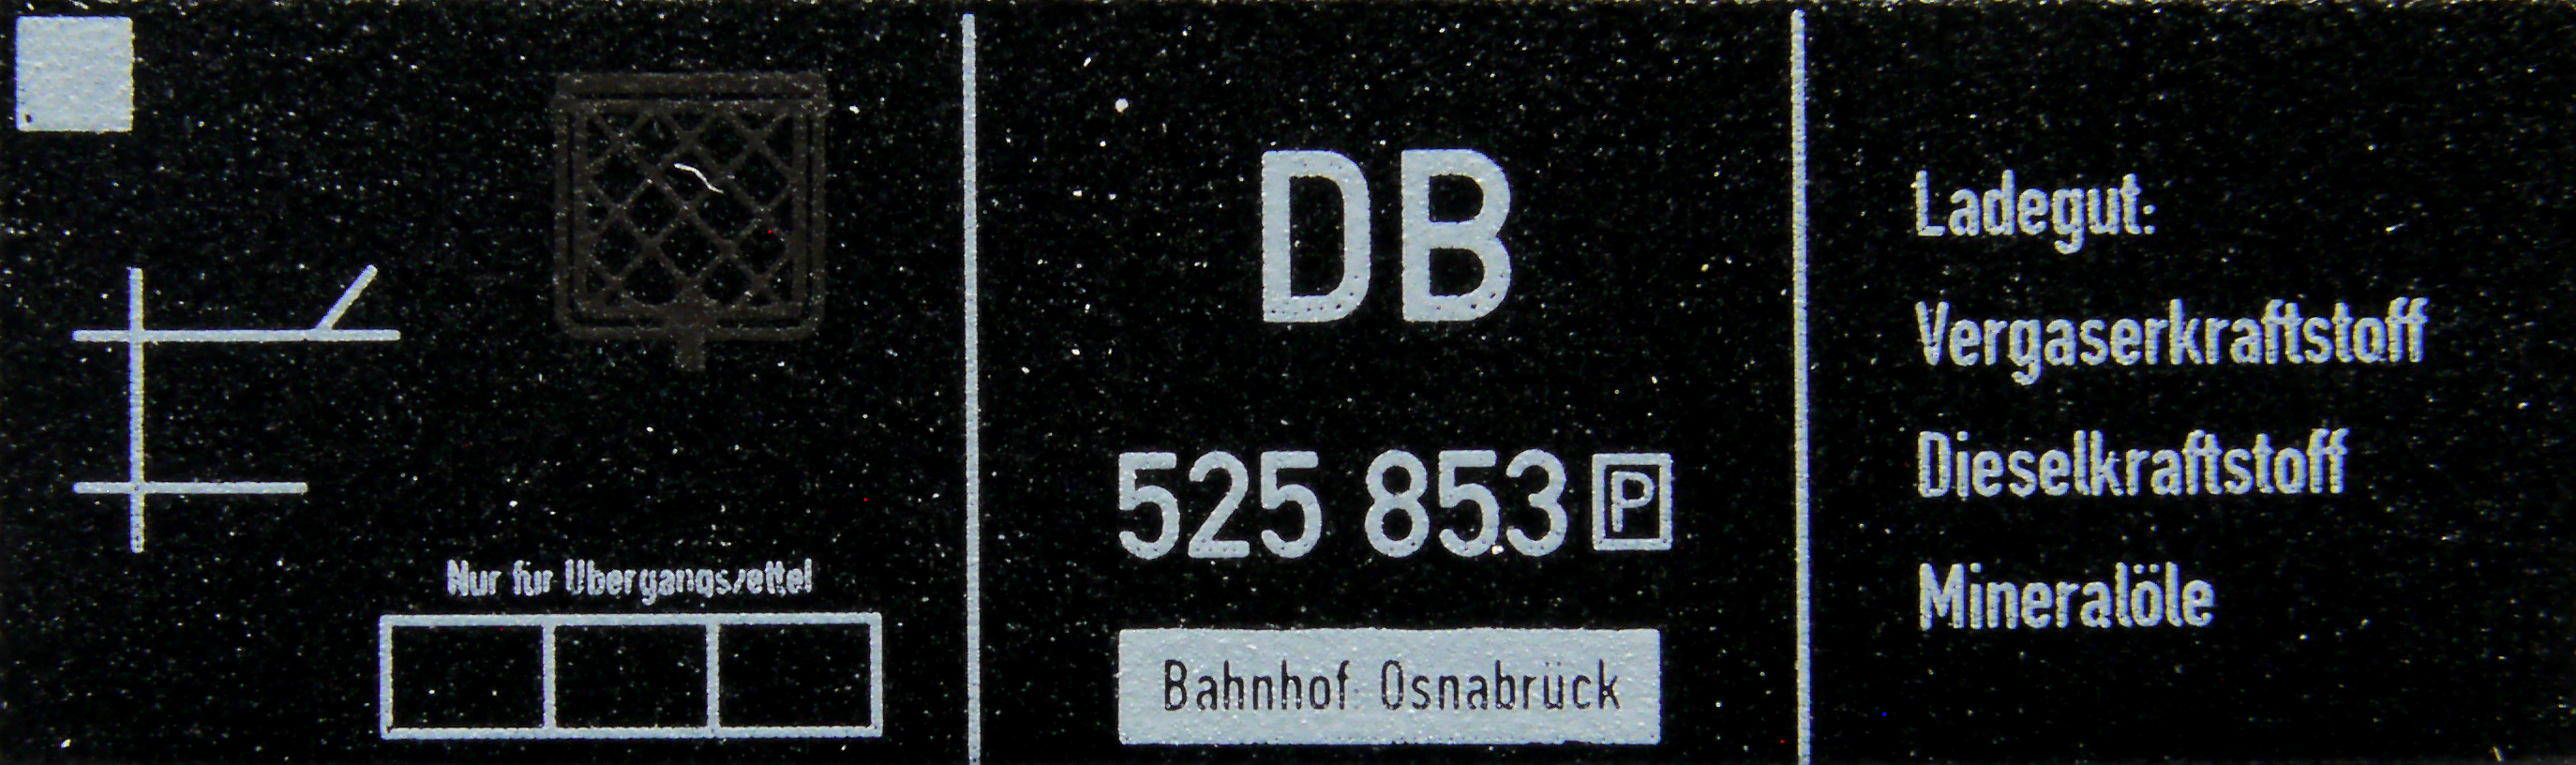 Nur für Übergangszettel
DB
525 853 P
Bahnhof Osnabrück
Ladegut:
Vergaserkraftstoff
Dieselkraftstoff
Mineralöle